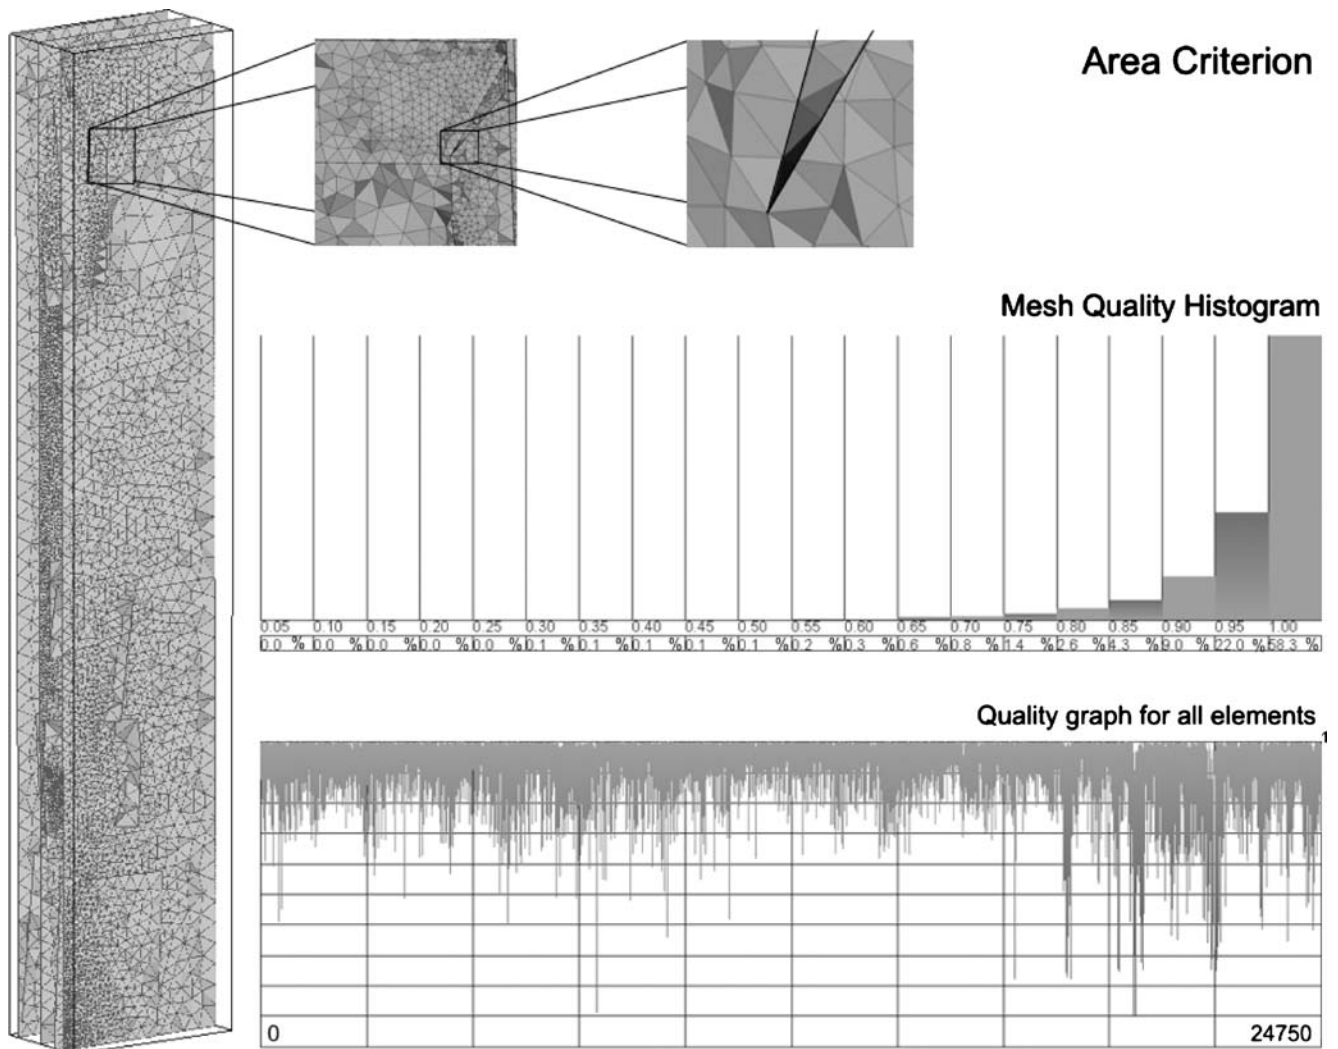 Area Criterion
Mesh Quality Histogram
0.05 0.10 0.15 0.20 0.25 0.30 0.35 0.40 0.45 0.50 0.55 0.60 0.65 0.70 0.75 0.80 0.85 0.90 0.95 1.00
0.0 % 0.0 % 0.0 % 0.0 % 0.0 % 0.1 % 0.1 % 0.1 % 0.1 % 0.1 % 0.2 % 0.3 % 0.6 % 0.8 % 1.4 % 2.6 % 4.3 % 9.0 % 22.0 % 58.3 %
Quality graph for all elements
1
0 24750